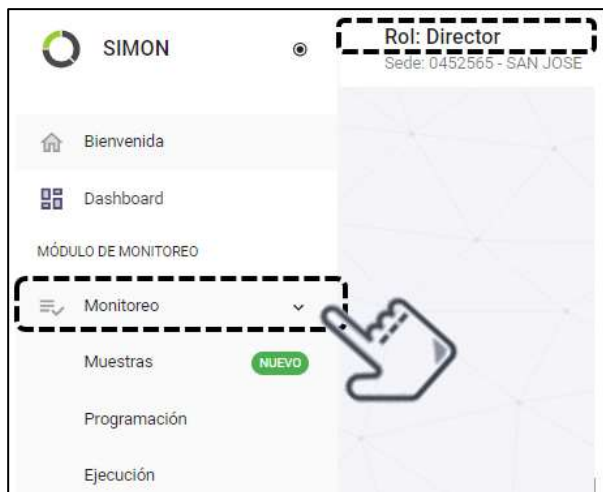 SIMON
Rol: Director
Sede: 0452565 - SAN JOSE
Bienvenida
Dashboard
MÓDULO DE MONITOREO
Monitoreo
Muestras NUEVO
Programación
Ejecución